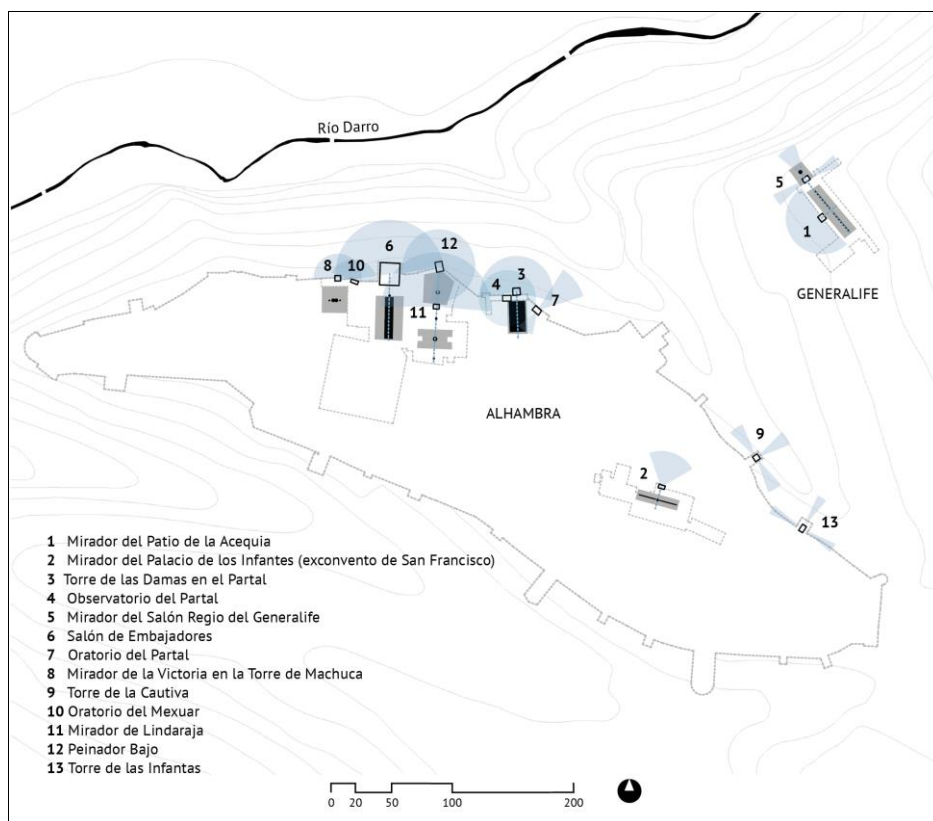 Río Darro
5
1
GENERALIFE
6
12
8
10
3
4
7
11
ALHAMBRA
9
2
13
1 Mirador del Patio de la Acequia
2 Mirador del Palacio de los Infantes (exconvento de San Francisco)
3 Torre de las Damas en el Partal
4 Observatorio del Partal
5 Mirador del Salón Regio del Generalife
6 Salón de Embajadores
7 Oratorio del Partal
8 Mirador de la Victoria en la Torre de Machuca
9 Torre de la Cautiva
10 Oratorio del Mexuar
11 Mirador de Lindaraja
12 Peinador Bajo
13 Torre de las Infantas
0 20 50 100 200